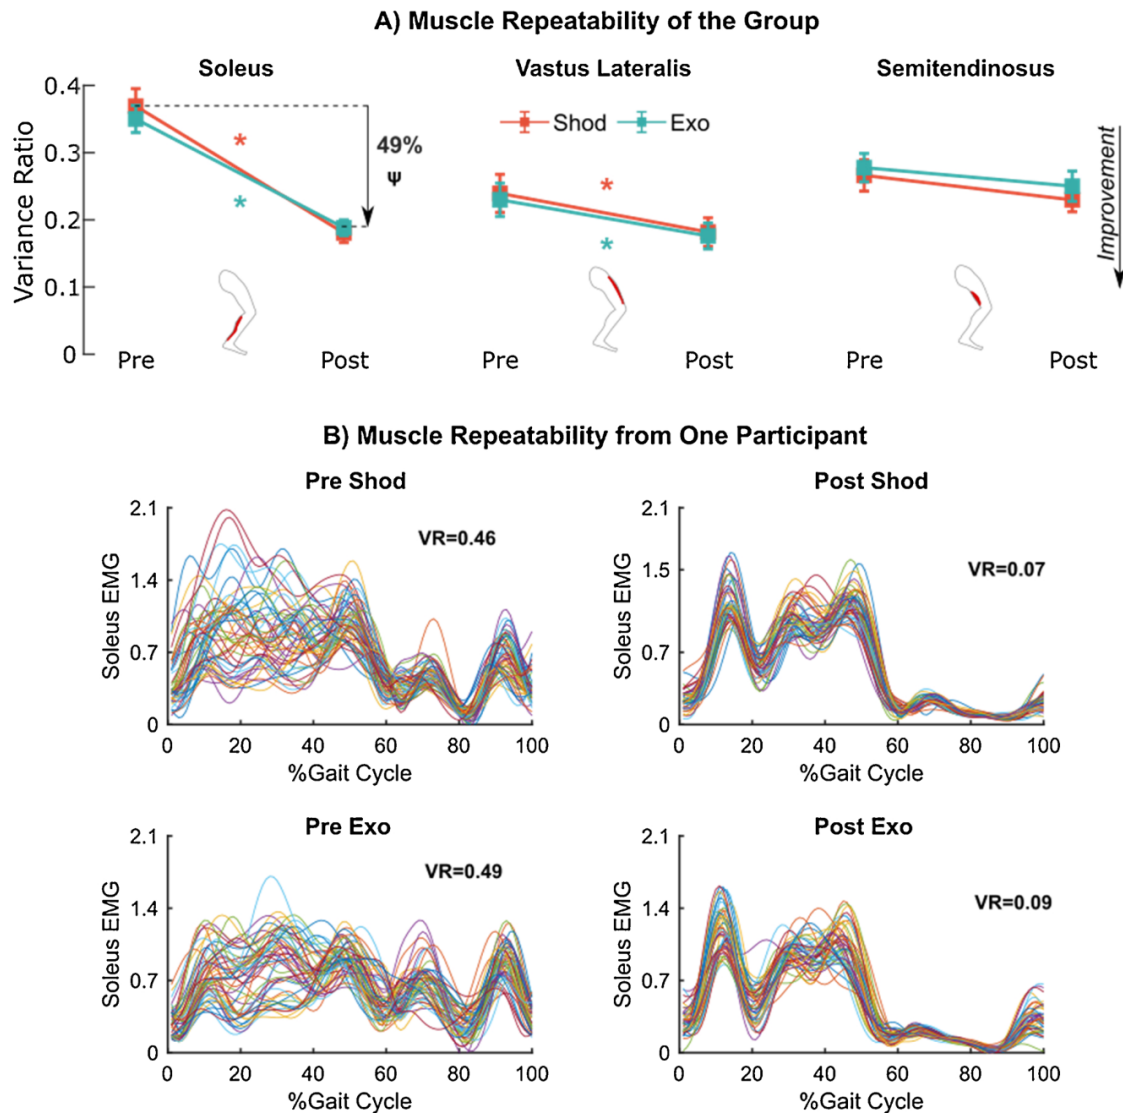 A) Muscle Repeatability of the Group
Soleus
Vastus Lateralis
Semitendinosus
Variance Ratio
0.4
0.3
0.2
0.1
0
*
*
49%
Ψ
Shod
Exo
*
*
Improvement
Pre
Post
Pre
Post
Pre
Post
B) Muscle Repeatability from One Participant
Pre Shod
Soleus EMG
2.1
1.4
0.7
0
VR=0.46
0 20 40 60 80 100
%Gait Cycle
Post Shod
Soleus EMG
2.1
1.5
0.7
0
VR=0.07
0 20 40 60 80 100
%Gait Cycle
Pre Exo
Soleus EMG
2.1
1.4
0.7
0
VR=0.49
0 20 40 60 80 100
%Gait Cycle
Post Exo
Soleus EMG
2.1
1.4
0.7
0
VR=0.09
0 20 40 60 80 100
%Gait Cycle